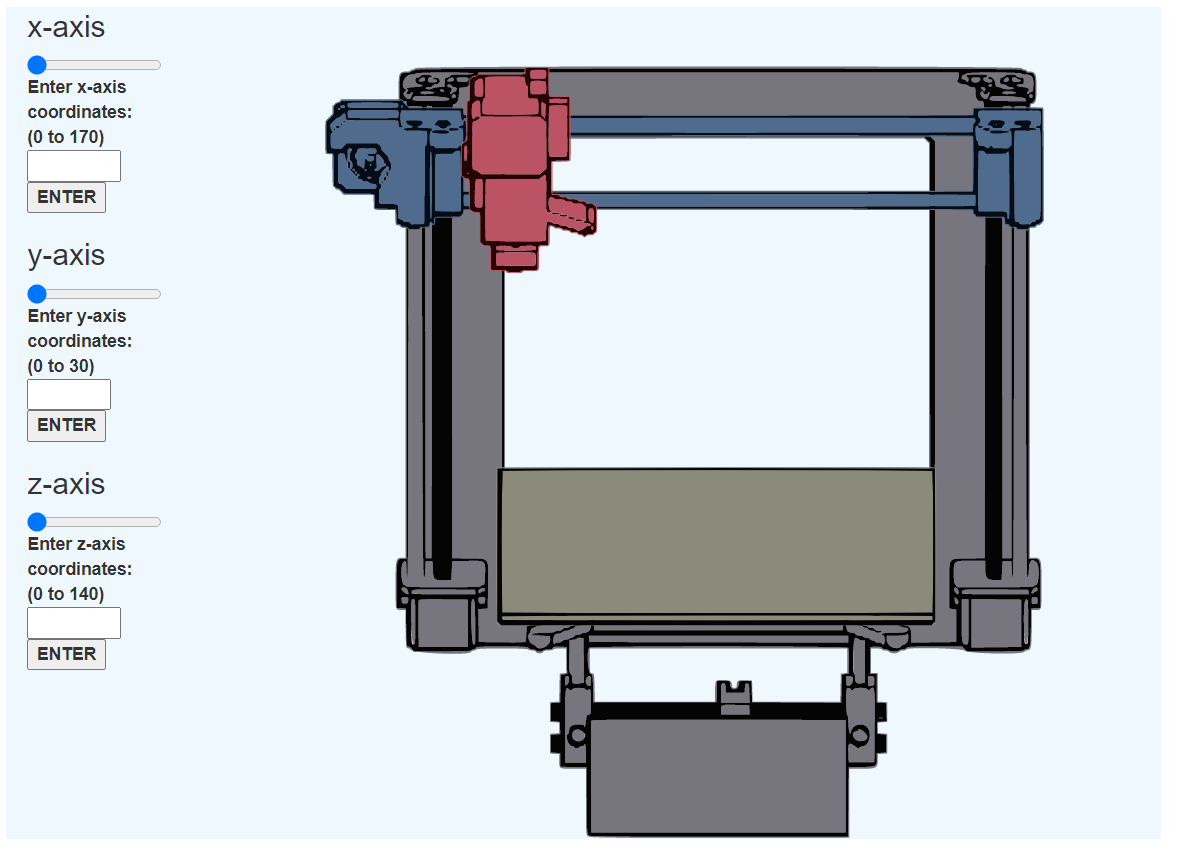 x-axis
Enter x-axis
coordinates:
(0 to 170)
ENTER
y-axis
Enter y-axis
coordinates:
(0 to 30)
ENTER
z-axis
Enter z-axis
coordinates:
(0 to 140)
ENTER